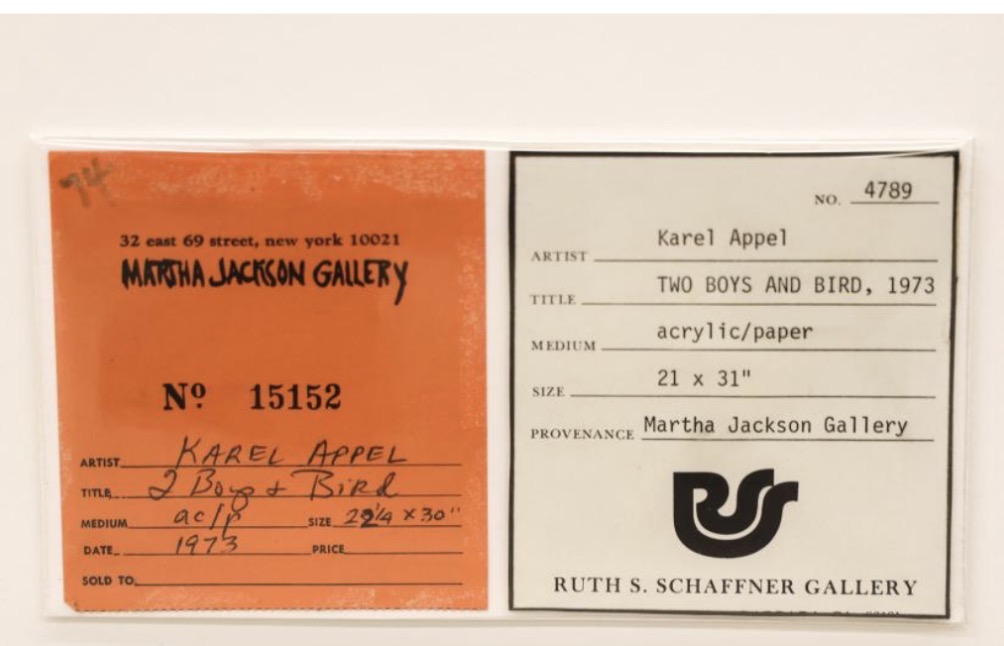 74
32 east 69 street, new york 10021
MARTHA JACKSON GALLERY
Nº 15152
ARTIST KAREL APPEL
TITLE 2 Boys + Bird
MEDIUM ac/p SIZE 22¼ x 30"
DATE 1973 PRICE
SOLD TO
NO. 4789
ARTIST Karel Appel
TITLE TWO BOYS AND BIRD, 1973
MEDIUM acrylic/paper
SIZE 21 x 31"
PROVENANCE Martha Jackson Gallery
RSS
RUTH S. SCHAFFNER GALLERY